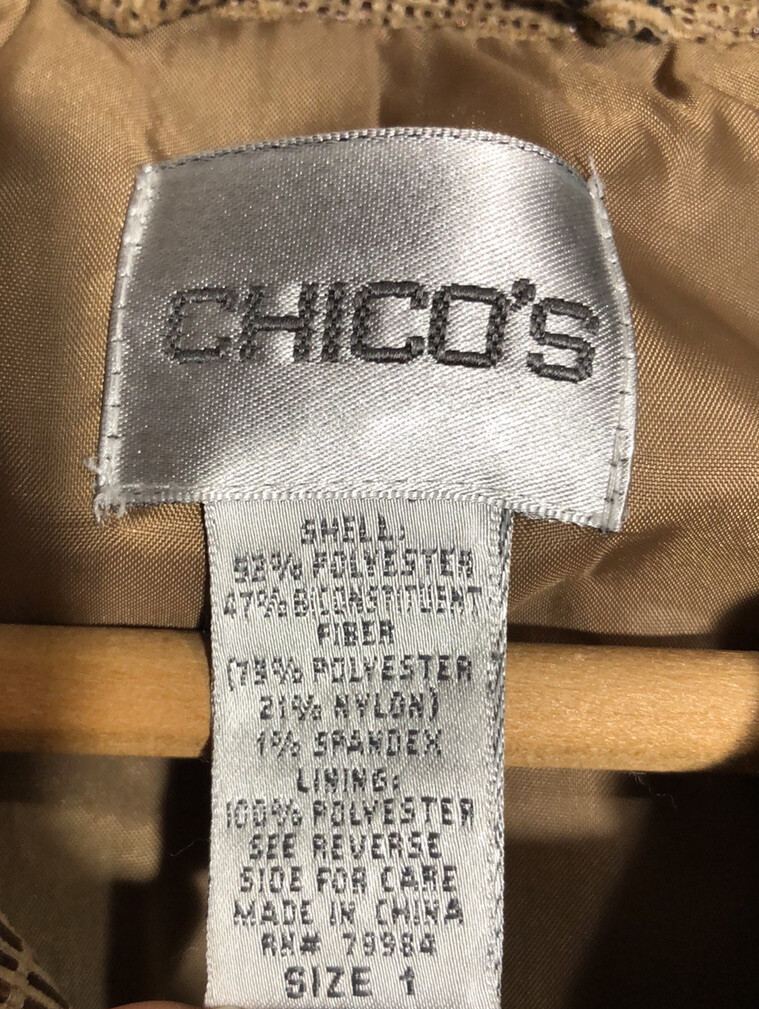 CHICO'S
SHELL:
52% POLYESTER
47% BICONSTITUENT
FIBER
(79% POLYESTER
21% NYLON)
1% SPANDEX
LINING:
100% POLYESTER
SEE REVERSE
SIDE FOR CARE
MADE IN CHINA
RN# 79984
SIZE 1